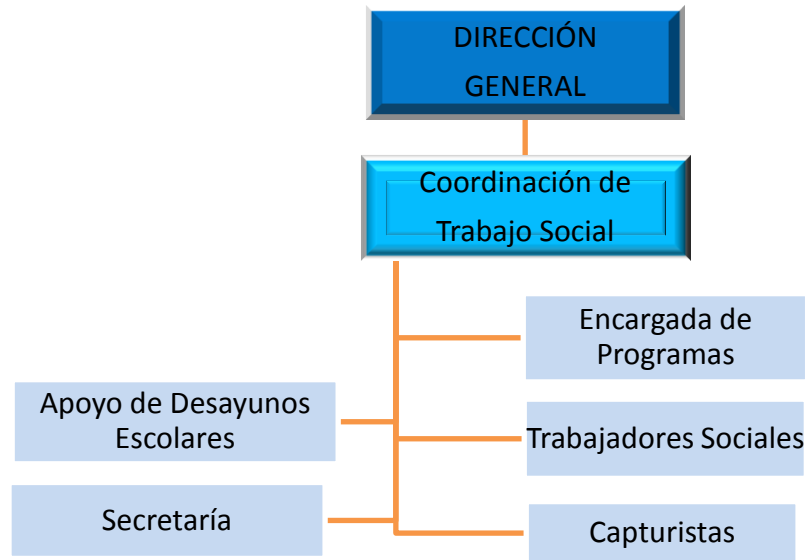 DIRECCIÓN
GENERAL
Coordinación de
Trabajo Social
Encargada de
Programas
Apoyo de Desayunos
Escolares
Trabajadores Sociales
Secretaría
Capturistas